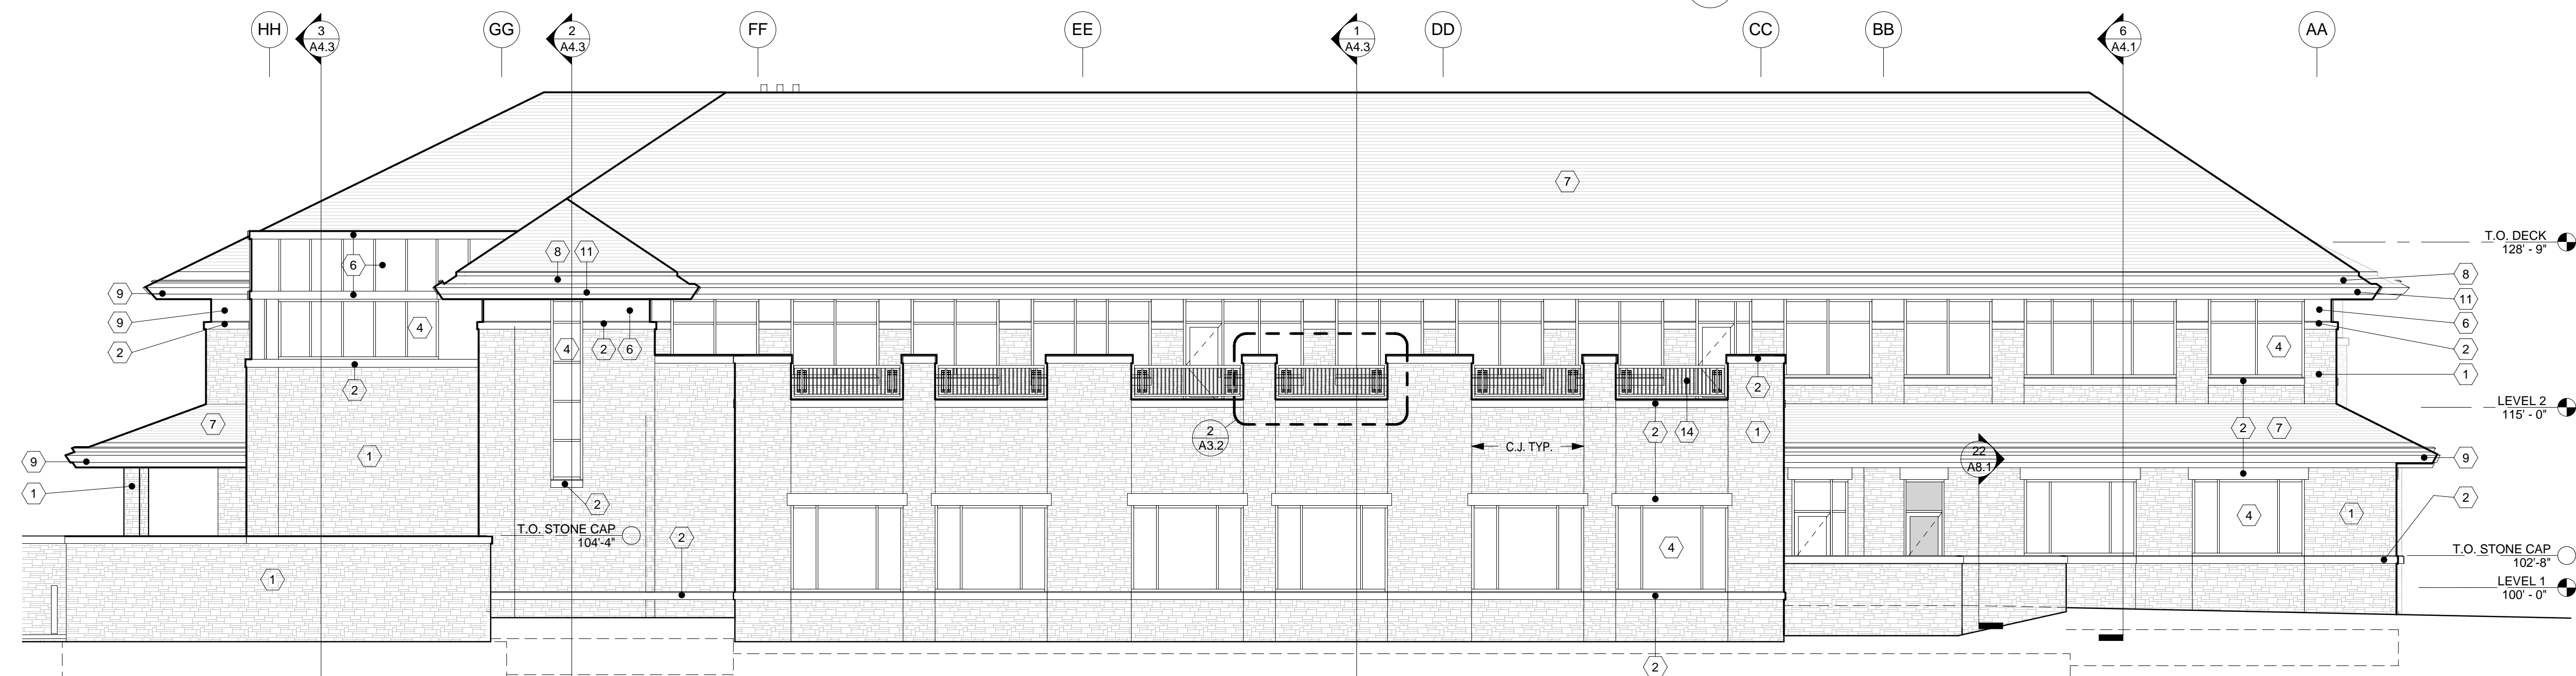 HH
3
A4.3
GG
2
A4.3
FF
EE
1
A4.3
DD
CC
BB
6
A4.1
AA
7
T.O. DECK
128' - 9"
8
11
6
8
9
9
4
11
6
2
4
2
6
4
2
2
4
2
1
2
14
1
2
7
LEVEL 2
115' - 0"
7
2
A3.2
C.J. TYP.
1
22
A8.1
9
9
1
2
2
T.O. STONE CAP
104'-4"
2
4
4
1
T.O. STONE CAP
102'-8"
1
LEVEL 1
100' - 0"
2